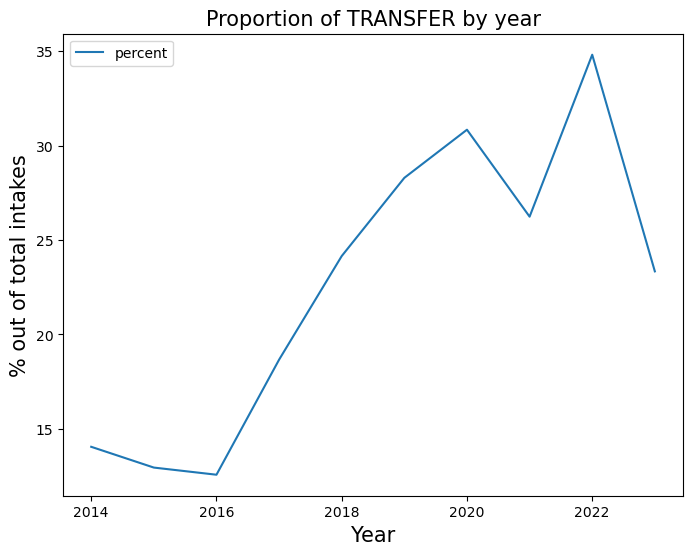 Proportion of TRANSFER by year
percent
% out of total intakes
35
30
25
20
15
2014 2016 2018 2020 2022
Year